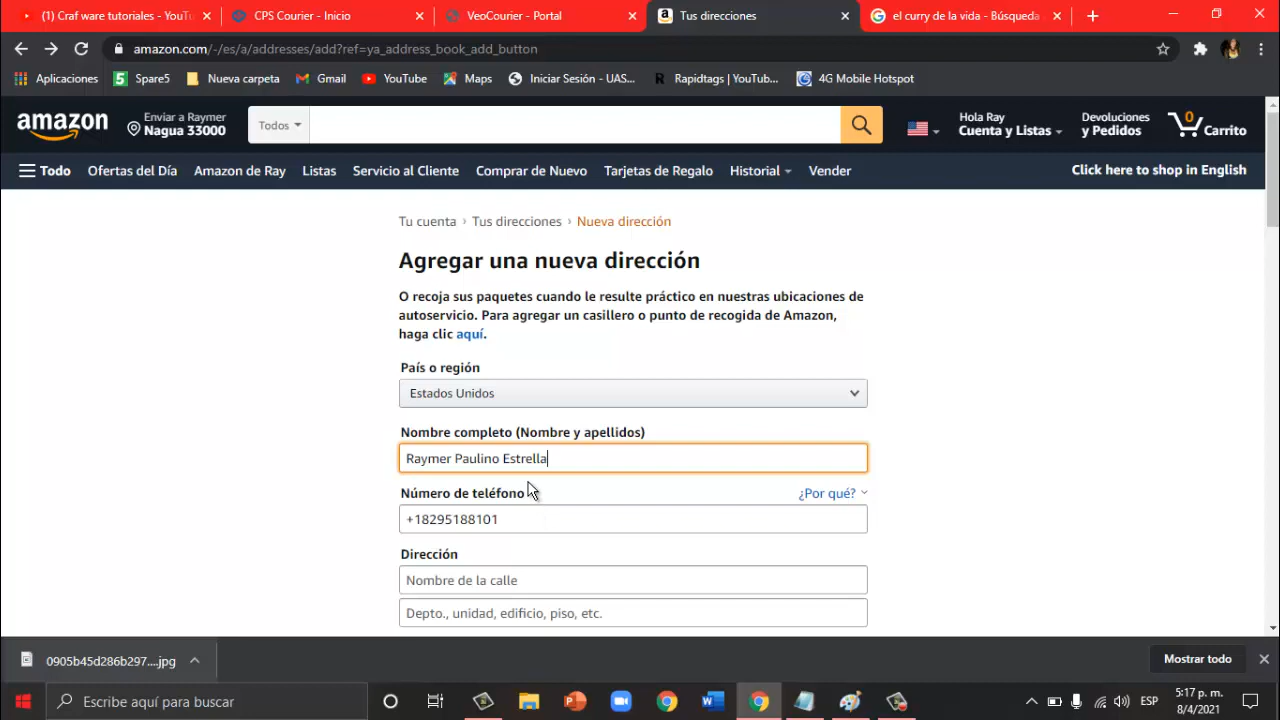 (1) Craf ware tutoriales - YouTu
CPS Courier - Inicio
VeoCourier - Portal
Tus direcciones
el curry de la vida - Búsqueda
amazon.com/-/es/a/addresses/add?ref=ya_address_book_add_button
Aplicaciones
Spare5
Nueva carpeta
Gmail
YouTube
Maps
Iniciar Sesión - UAS...
Rapidtags | YouTub...
4G Mobile Hotspot
amazon
Enviar a Raymer
Nagua 33000
Todos
Hola Ray
Cuenta y Listas
Devoluciones
y Pedidos
0
Carrito
Todo
Ofertas del Día
Amazon de Ray
Listas
Servicio al Cliente
Comprar de Nuevo
Tarjetas de Regalo
Historial
Vender
Click here to shop in English
Tu cuenta › Tus direcciones › Nueva dirección
Agregar una nueva dirección
O recoja sus paquetes cuando le resulte práctico en nuestras ubicaciones de
autoservicio. Para agregar un casillero o punto de recogida de Amazon,
haga clic aquí.
País o región
Estados Unidos
Nombre completo (Nombre y apellidos)
Raymer Paulino Estrella
Número de teléfono
¿Por qué?
+18295188101
Dirección
Nombre de la calle
Depto., unidad, edificio, piso, etc.
0905b45d286b297....jpg
Mostrar todo
Escribe aquí para buscar
ESP
5:17 p. m.
8/4/2021